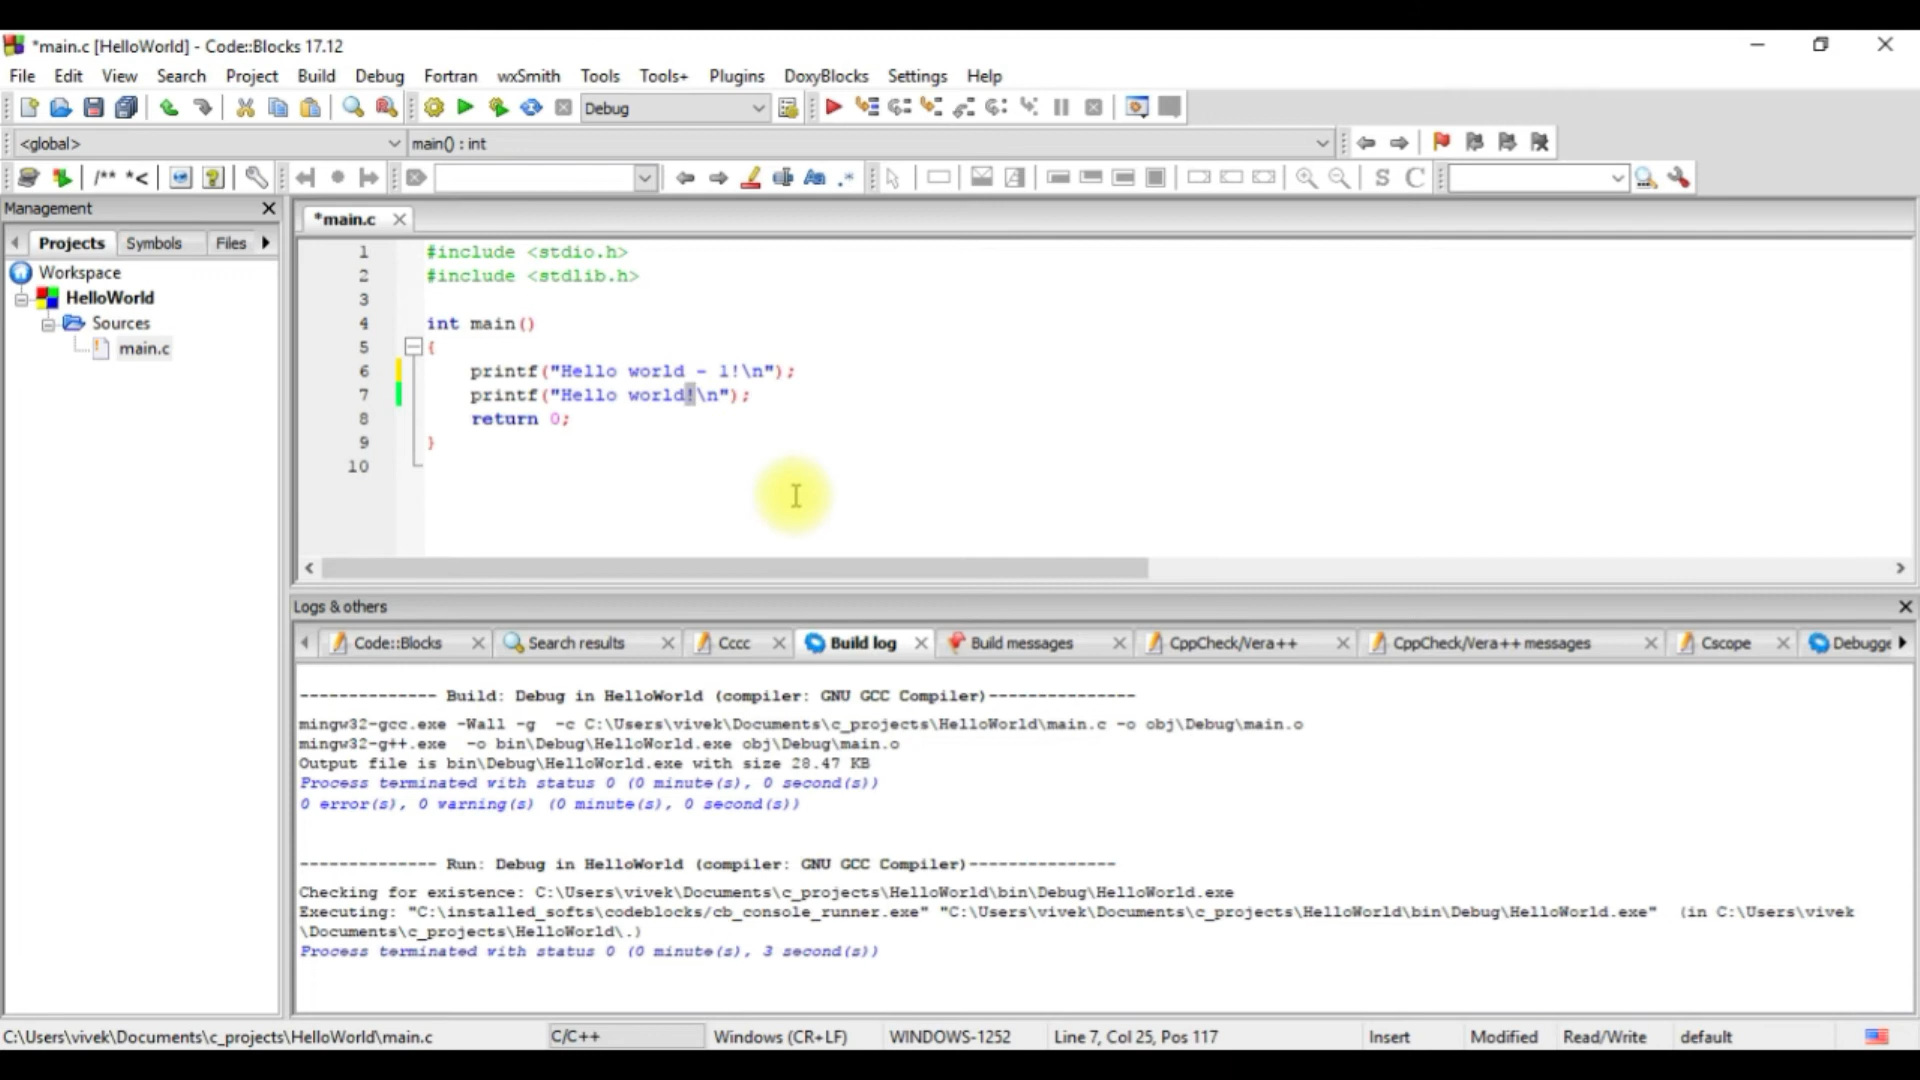 *main.c [HelloWorld] - Code::Blocks 17.12
File Edit View Search Project Build Debug Fortran wxSmith Tools Tools+ Plugins DoxyBlocks Settings Help
Debug
<global> main() : int
/** *<
S C
Management
Projects Symbols Files
Workspace
HelloWorld
Sources
main.c
*main.c
1 #include <stdio.h>
2 #include <stdlib.h>
3
4 int main()
5 {
6 printf("Hello world - 1!\n");
7 printf("Hello world!\n");
8 return 0;
9 }
10
Logs & others
Code::Blocks Search results Cccc Build log Build messages CppCheck/Vera++ CppCheck/Vera++ messages Cscope Debugge
-------------- Build: Debug in HelloWorld (compiler: GNU GCC Compiler)---------------
mingw32-gcc.exe -Wall -g -c C:\Users\vivek\Documents\c_projects\HelloWorld\main.c -o obj\Debug\main.o
mingw32-g++.exe -o bin\Debug\HelloWorld.exe obj\Debug\main.o
Output file is bin\Debug\HelloWorld.exe with size 28.47 KB
Process terminated with status 0 (0 minute(s), 0 second(s))
0 error(s), 0 warning(s) (0 minute(s), 0 second(s))
-------------- Run: Debug in HelloWorld (compiler: GNU GCC Compiler)---------------
Checking for existence: C:\Users\vivek\Documents\c_projects\HelloWorld\bin\Debug\HelloWorld.exe
Executing: "C:\installed_softs\codeblocks/cb_console_runner.exe" "C:\Users\vivek\Documents\c_projects\HelloWorld\bin\Debug\HelloWorld.exe" (in C:\Users\vivek
\Documents\c_projects\HelloWorld\.)
Process terminated with status 0 (0 minute(s), 3 second(s))
C:\Users\vivek\Documents\c_projects\HelloWorld\main.c C/C++ Windows (CR+LF) WINDOWS-1252 Line 7, Col 25, Pos 117 Insert Modified Read/Write default